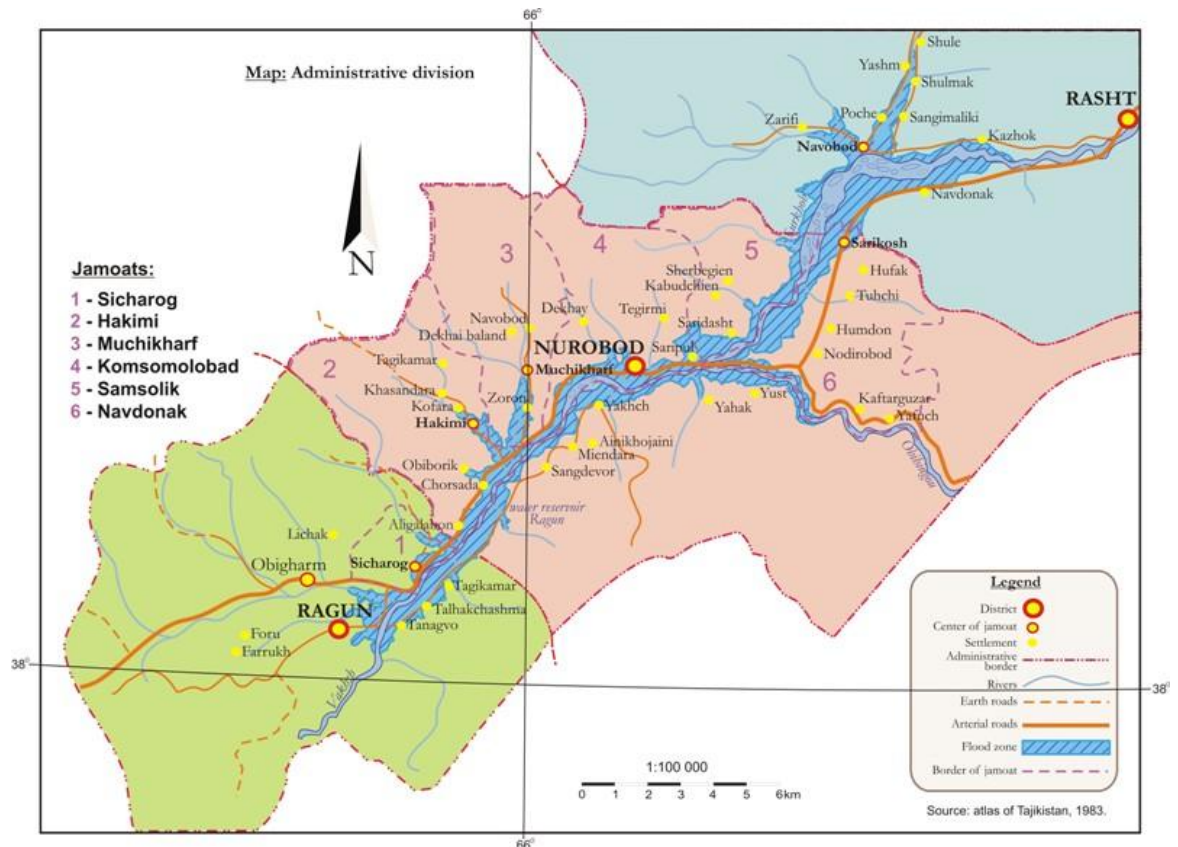 66°
Map: Administrative division
Shule
Yashm
Shulmak
RASHT
Zarifi
Poche
Sangimaliki
Kazhok
Navobod
Navdonak
N
Surkhob
Sarikosh
Jamoats:
1 - Sicharog
2 - Hakimi
3 - Muchikharf
4 - Komsomolobad
5 - Samsolik
6 - Navdonak
3
4
5
Hufak
Sherbegien
Kabudchien
Tuhchi
Dekhay
Tegirmi
Navobod
Dekhai baland
Saridasht
Humdon
NUROBOD
Saripul
Nodirobod
Tagikamar
Muchikharf
2
6
Khasandara
Kofara
Zoron
Yakhch
Yahak
Yust
Kaftarguzar
Yafuch
Hakimi
Ainikhojaini
Miendara
Obiborik
Sangdevor
Chorsada
water reservoir
Ragun
Aligalabon
Lichak
1
Sicharog
Obigharm
Tagikamar
RAGUN
Talhakchashma
Tanagvo
Foru
Farrukh
Vakhsh
38°
38°
Legend
District
Center of jamoat
Settlement
Administrative
border
Rivers
Earth roads
Arterial roads
Flood zone
Border of jamoat
1:100 000
0 1 2 3 4 5 6km
Source: atlas of Tajikistan, 1983.
66°